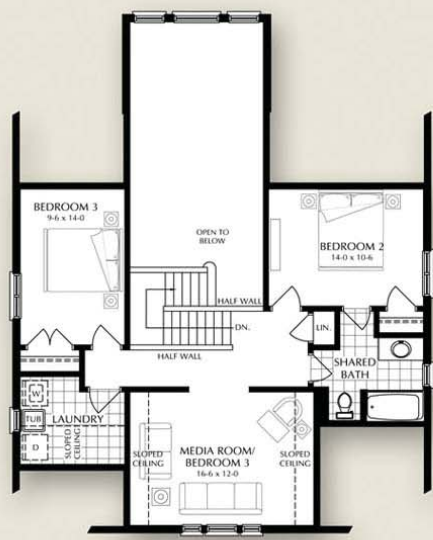 BEDROOM 3
9-6 x 14-0
OPEN TO
BELOW
BEDROOM 2
14-0 x 10-6
HALF WALL
DN.
LIN.
HALF WALL
SHARED
BATH
W
TUB
D
LAUNDRY
SLOPED
CEILING
SLOPED
CEILING
MEDIA ROOM/
BEDROOM 3
16-6 x 12-0
SLOPED
CEILING